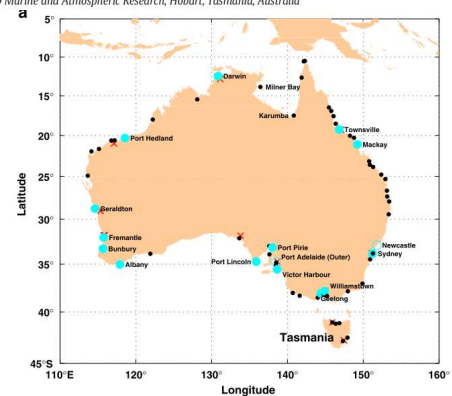 Marine and Atmospheric Research, Hobart, Tasmania, Australia
a
5°
10°
15°
20°
25°
30°
35°
40°
45°S
Latitude
110°E
120°
130°
140°
150°
160°
Longitude
Darwin
Milner Bay
Karumba
Townsville
Mackay
Port Hedland
Geraldton
Fremantle
Bunbury
Albany
Port Pirie
Port Adelaide (Outer)
Port Lincoln
Victor Harbour
Newcastle
Sydney
Williamstown
Geelong
Tasmania